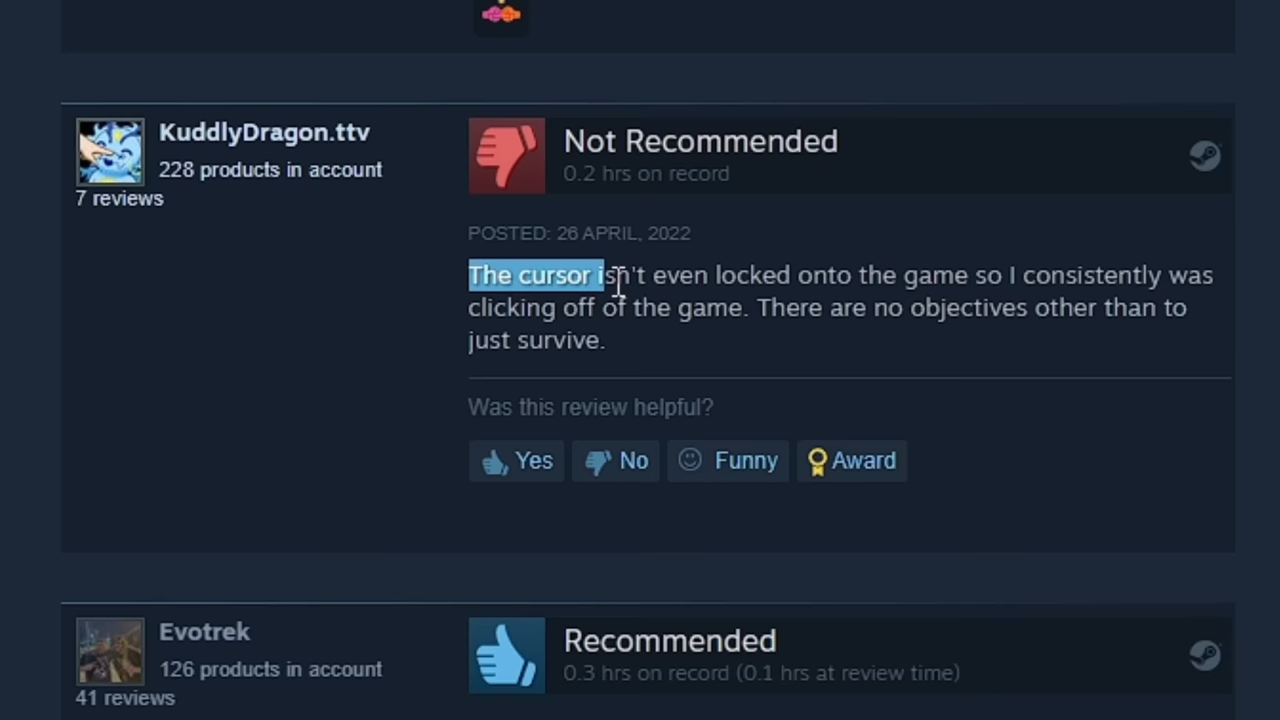 KuddlyDragon.ttv
228 products in account
7 reviews
Not Recommended
0.2 hrs on record
POSTED: 26 APRIL, 2022
The cursor isn't even locked onto the game so I consistently was
clicking off of the game. There are no objectives other than to
just survive.
Was this review helpful?
Yes
No
Funny
Award
Evotrek
126 products in account
41 reviews
Recommended
0.3 hrs on record (0.1 hrs at review time)